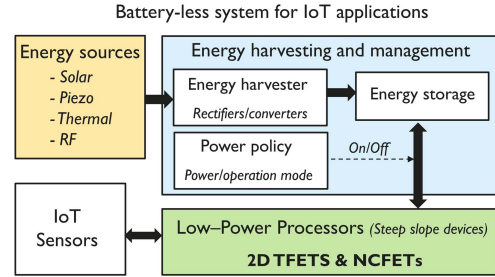 Battery-less system for IoT applications
Energy sources
- Solar
- Piezo
- Thermal
- RF
Energy harvesting and management
Energy harvester
Rectifiers/converters
Energy storage
Power policy
Power/operation mode
On/Off
IoT
Sensors
Low–Power Processors (Steep slope devices)
2D TFETS & NCFETs